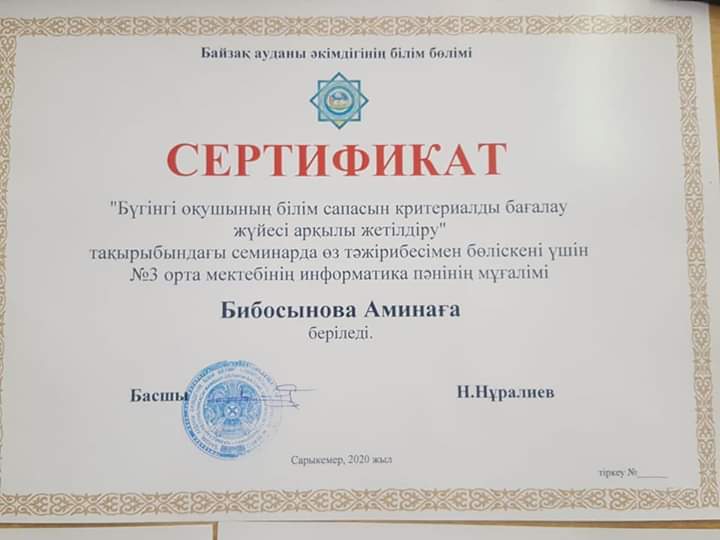 Байзақ ауданы әкімдігінің білім бөлімі
СЕРТИФИКАТ
"Бүгінгі оқушының білім сапасын критериалды бағалау
жүйесі арқылы жетілдіру"
тақырыбындағы семинарда өз тәжірибесімен бөліскені үшін
№3 орта мектебінің информатика пәнінің мұғалімі
Бибосынова Аминаға
беріледі.
Басшы
Н.Нұралиев
Сарыкемер, 2020 жыл
тіркеу №______